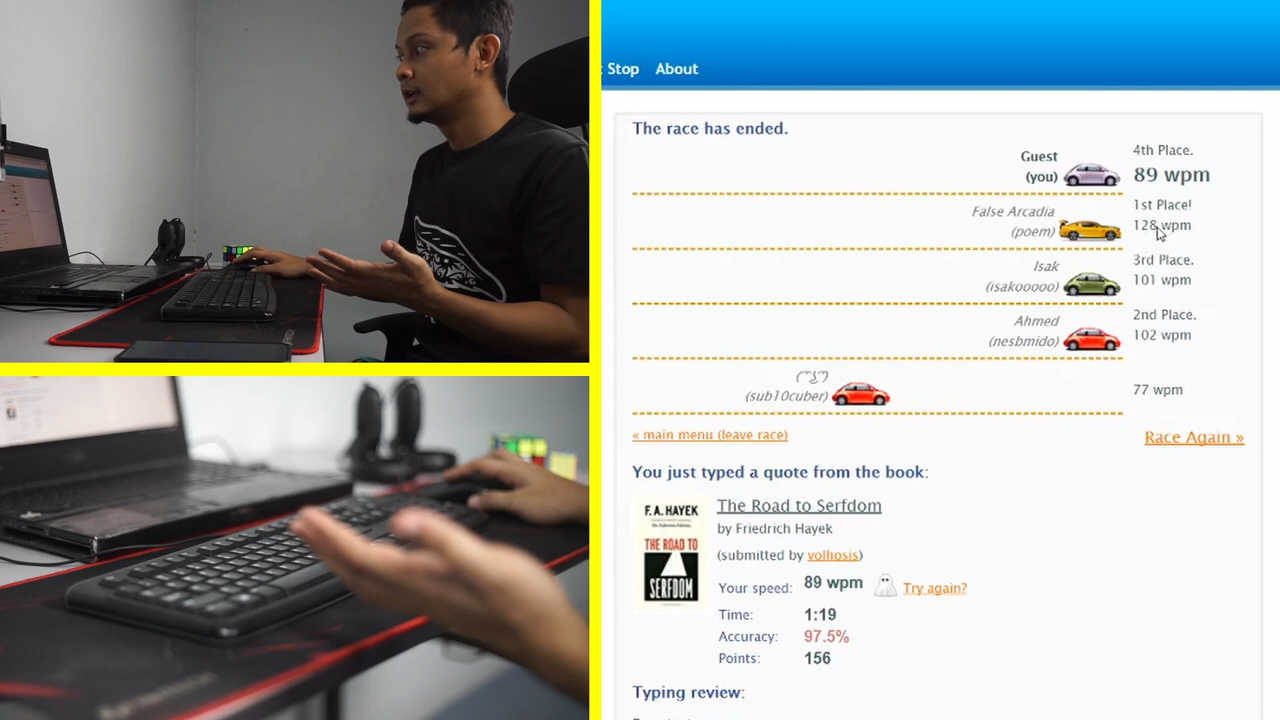 Stop About
The race has ended.
Guest
(you)
4th Place.
89 wpm
False Arcadia
(poem)
1st Place!
128 wpm
Isak
(isakooooo)
3rd Place.
101 wpm
Ahmed
(nesbmido)
2nd Place.
102 wpm
(sub10cuber)
77 wpm
« main menu (leave race)
Race Again »
You just typed a quote from the book:
F. A. HAYEK
THE ROAD TO
SERFDOM
The Road to Serfdom
by Friedrich Hayek
(submitted by volhosis)
Your speed: 89 wpm Try again?
Time: 1:19
Accuracy: 97.5%
Points: 156
Typing review: